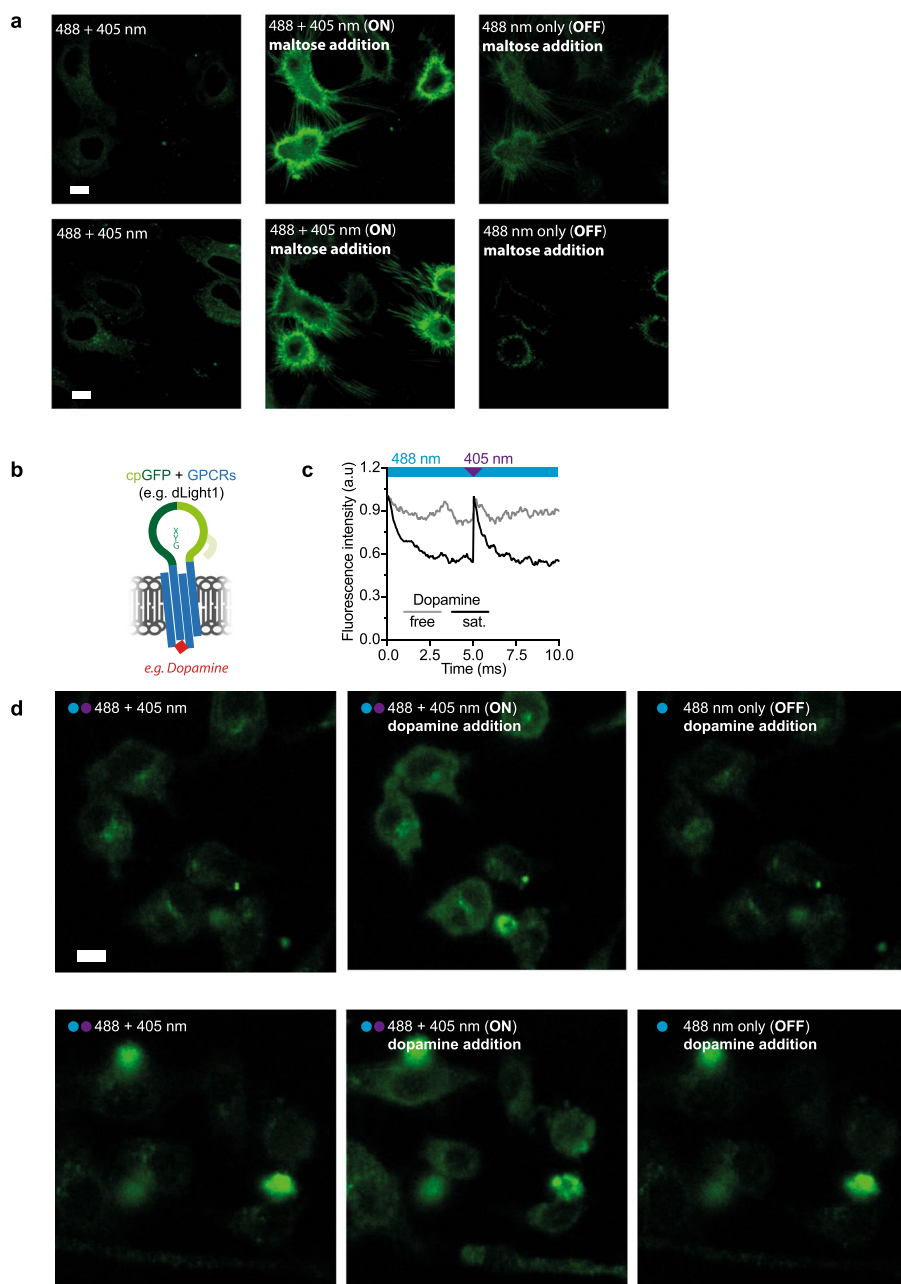 a
488 + 405 nm
488 + 405 nm (ON)
maltose addition
488 nm only (OFF)
maltose addition
488 + 405 nm
488 + 405 nm (ON)
maltose addition
488 nm only (OFF)
maltose addition
b
cpGFP + GPCRs
(e.g. dLight1)
X
Y
G
e.g. Dopamine
c
488 nm
405 nm
Fluorescence intensity (a.u)
1.2
0.9
0.6
0.3
0.0
Dopamine
free
sat.
0.0
2.5
5.0
7.5
10.0
Time (ms)
d
488 + 405 nm
488 + 405 nm (ON)
dopamine addition
488 nm only (OFF)
dopamine addition
488 + 405 nm
488 + 405 nm (ON)
dopamine addition
488 nm only (OFF)
dopamine addition